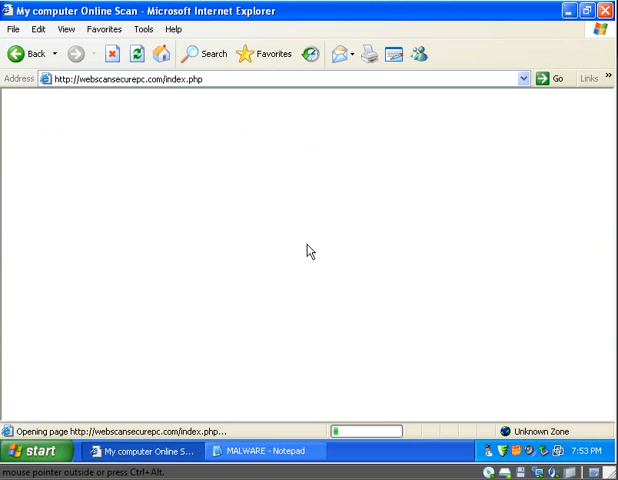 My computer Online Scan - Microsoft Internet Explorer
File Edit View Favorites Tools Help
Back Search Favorites
Address http://webscansecurepc.com/index.php Go Links »
Opening page http://webscansecurepc.com/index.php... Unknown Zone
start My computer Online S... MALWARE - Notepad 7:53 PM
mouse pointer outside or press Ctrl+Alt.